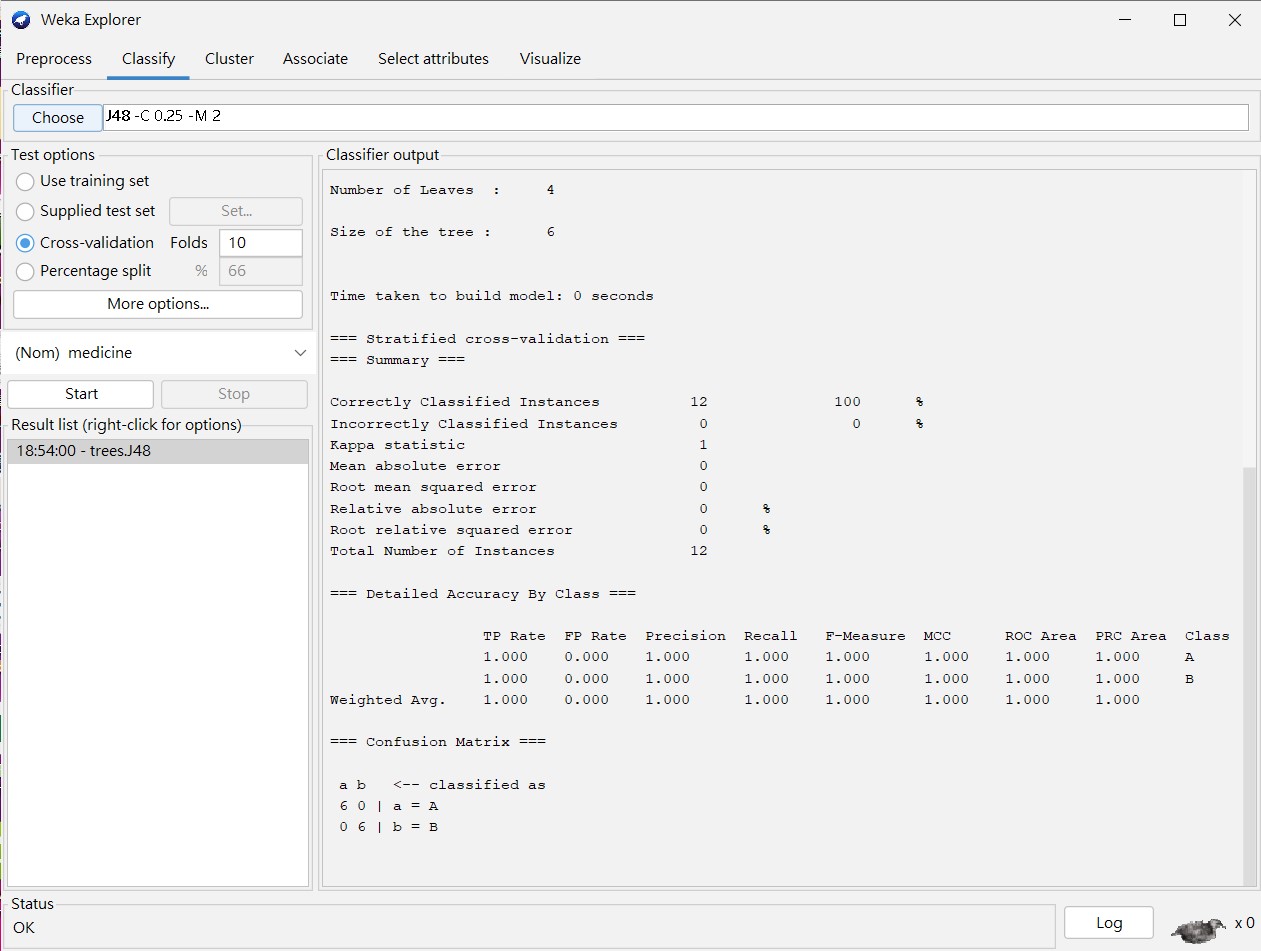 Weka Explorer
Preprocess Classify Cluster Associate Select attributes Visualize
Classifier
Choose J48 -C 0.25 -M 2
Test options
Use training set
Supplied test set Set...
Cross-validation Folds 10
Percentage split % 66
More options...
(Nom) medicine
Start Stop
Result list (right-click for options)
18:54:00 - trees.J48
Classifier output
Number of Leaves : 4
Size of the tree : 6
Time taken to build model: 0 seconds
=== Stratified cross-validation ===
=== Summary ===
Correctly Classified Instances 12 100 %
Incorrectly Classified Instances 0 0 %
Kappa statistic 1
Mean absolute error 0
Root mean squared error 0
Relative absolute error 0 %
Root relative squared error 0 %
Total Number of Instances 12
=== Detailed Accuracy By Class ===
TP Rate FP Rate Precision Recall F-Measure MCC ROC Area PRC Area Class
1.000 0.000 1.000 1.000 1.000 1.000 1.000 1.000 A
1.000 0.000 1.000 1.000 1.000 1.000 1.000 1.000 B
Weighted Avg. 1.000 0.000 1.000 1.000 1.000 1.000 1.000 1.000
=== Confusion Matrix ===
a b <-- classified as
6 0 | a = A
0 6 | b = B
Status
OK
Log x 0